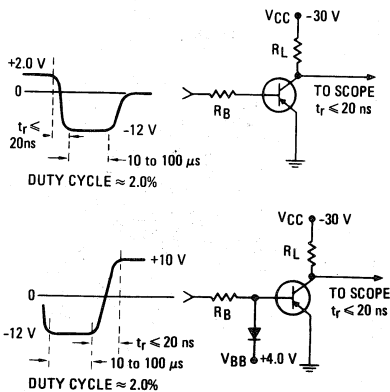 VCC -30 V
RL
+2.0 V
0
TO SCOPE
tr ≤ 20 ns
RB
tr ≤
20ns
-12 V
10 to 100 µs
DUTY CYCLE ≈ 2.0%
VCC -30 V
RL
+10 V
0
TO SCOPE
tr ≤ 20 ns
RB
-12 V
tr ≤ 20 ns
10 to 100 µs
VBB +4.0 V
DUTY CYCLE ≈ 2.0%